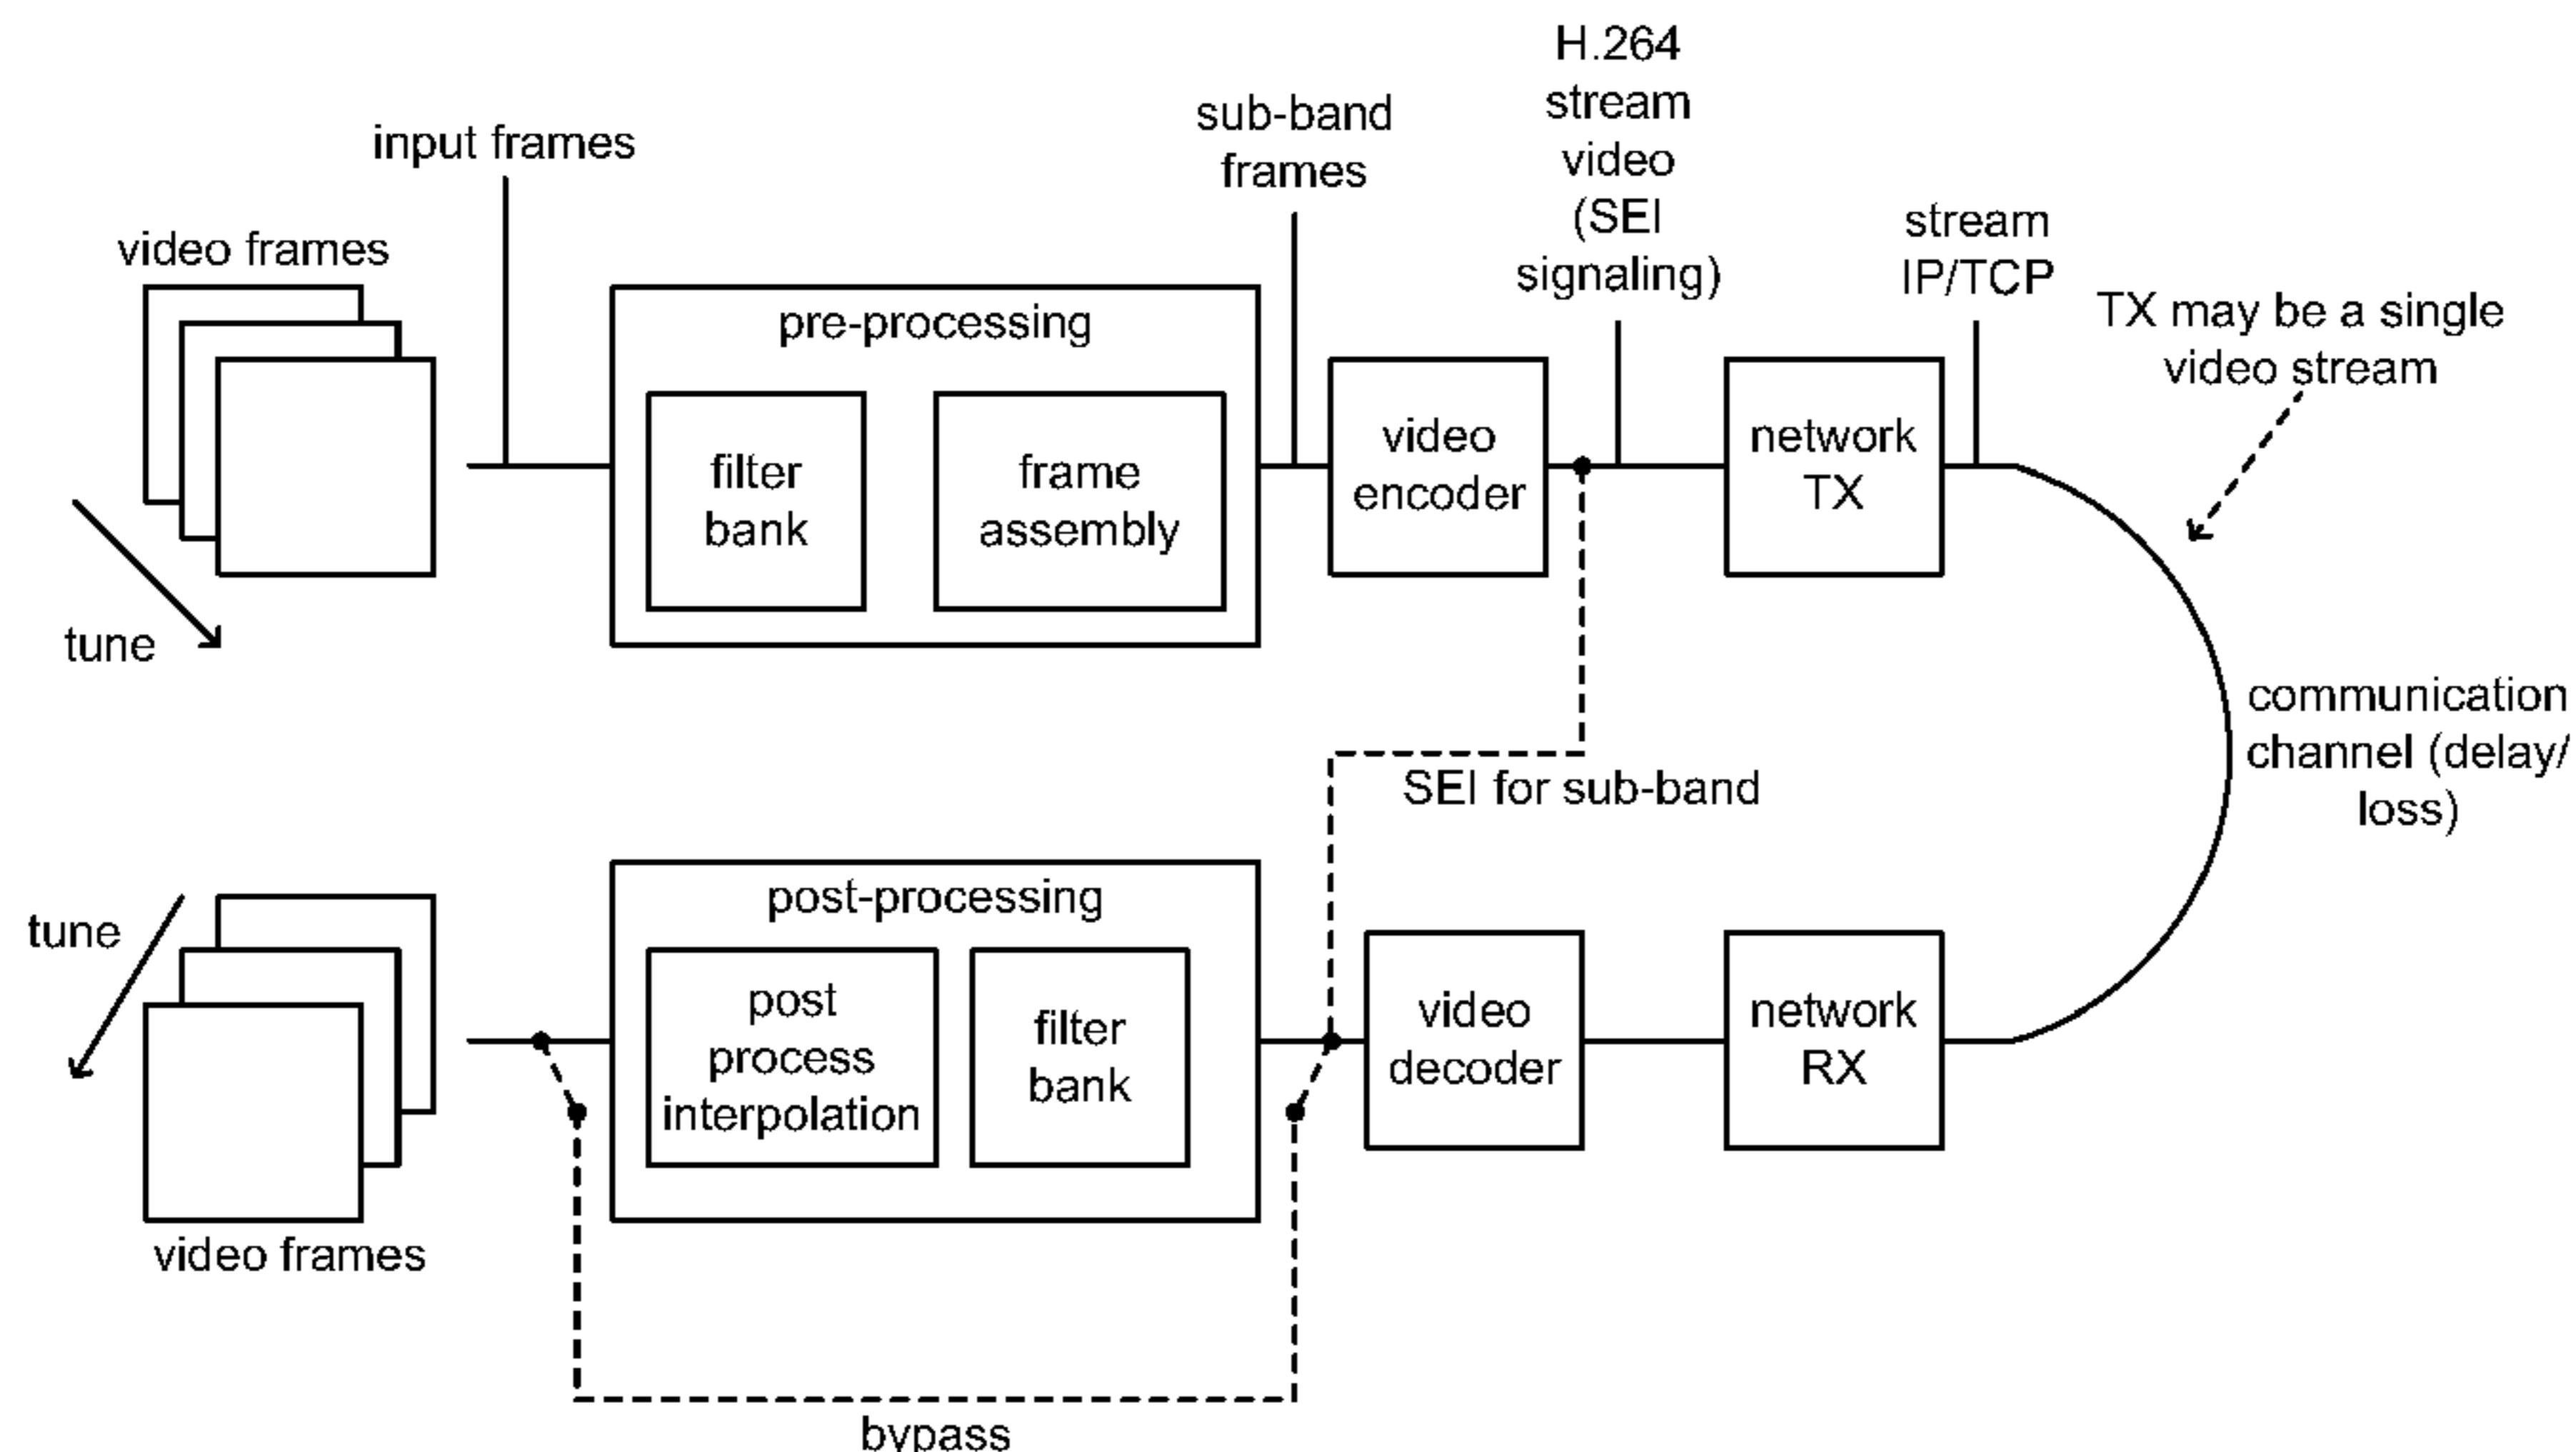 H.264
stream
video
(SEI
signaling)
sub-band
frames
input frames
stream
IP/TCP
video frames
TX may be a single
video stream
pre-processing
filter
bank
frame
assembly
video
encoder
network
TX
tune
communication
channel (delay/
loss)
SEI for sub-band
tune
post-processing
post
process
interpolation
filter
bank
video
decoder
network
RX
video frames
bypass